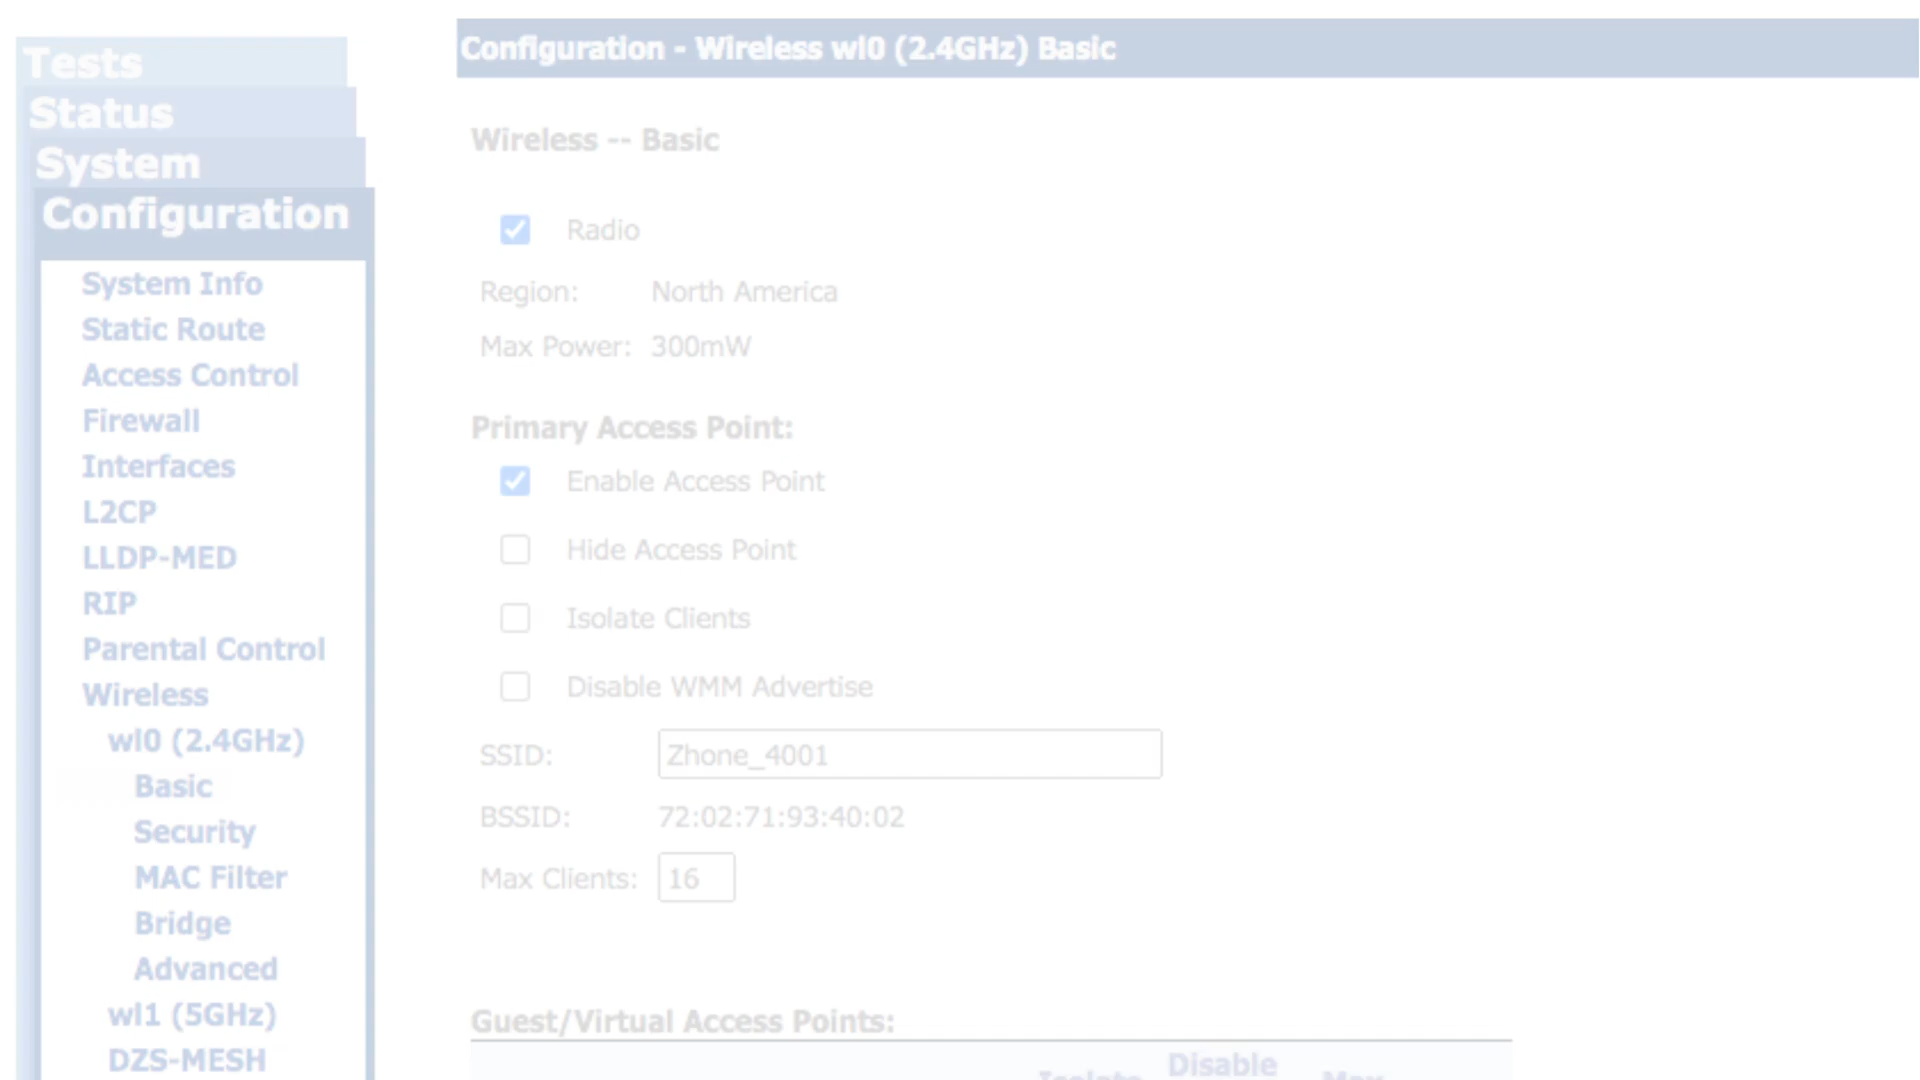 Tests
Status
System
Configuration
System Info
Static Route
Access Control
Firewall
Interfaces
L2CP
LLDP-MED
RIP
Parental Control
Wireless
wl0 (2.4GHz)
Basic
Security
MAC Filter
Bridge
Advanced
wl1 (5GHz)
DZS-MESH
Configuration - Wireless wl0 (2.4GHz) Basic
Wireless -- Basic
Radio
Region: North America
Max Power: 300mW
Primary Access Point:
Enable Access Point
Hide Access Point
Isolate Clients
Disable WMM Advertise
SSID: Zhone_4001
BSSID: 72:02:71:93:40:02
Max Clients: 16
Guest/Virtual Access Points:
Disable
Isolate Max